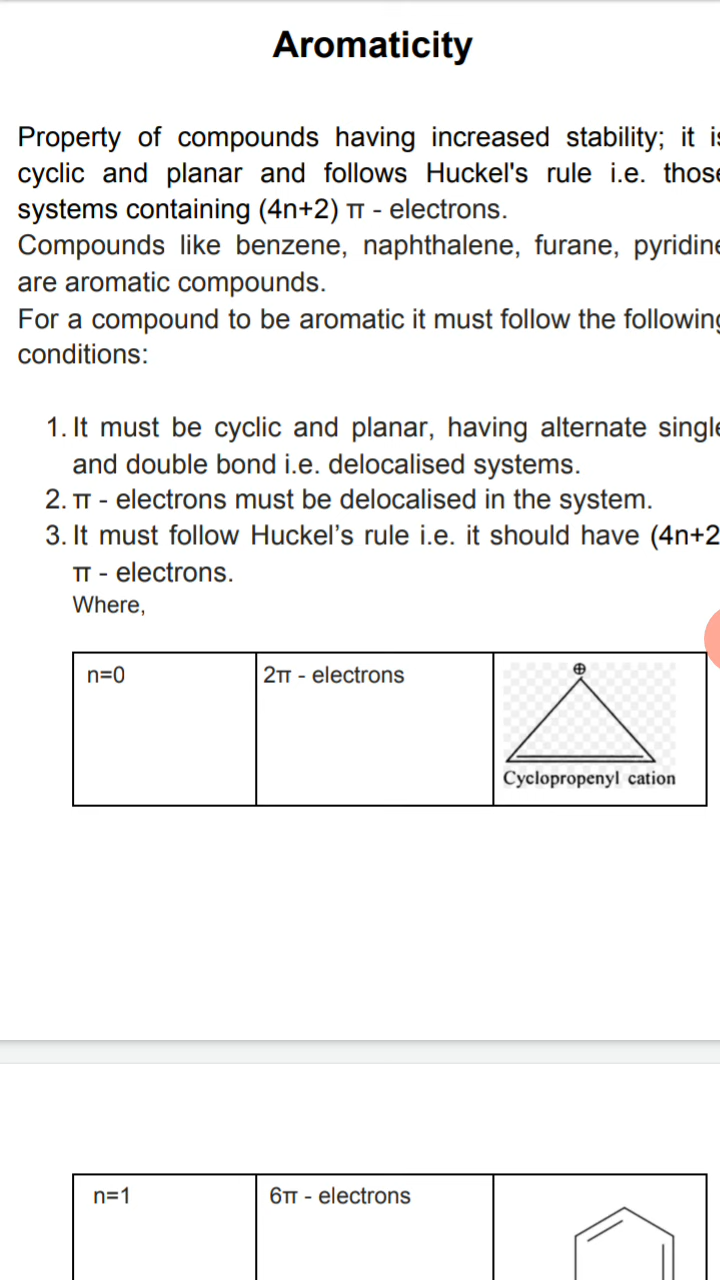 Aromaticity
Property of compounds having increased stability; it is
cyclic and planar and follows Huckel's rule i.e. those
systems containing (4n+2) π - electrons.
Compounds like benzene, naphthalene, furane, pyridine
are aromatic compounds.
For a compound to be aromatic it must follow the following
conditions:
1. It must be cyclic and planar, having alternate single
and double bond i.e. delocalised systems.
2. π - electrons must be delocalised in the system.
3. It must follow Huckel’s rule i.e. it should have (4n+2
π - electrons.
Where,
n=0
2π - electrons
⊕
Cyclopropenyl cation
n=1
6π - electrons